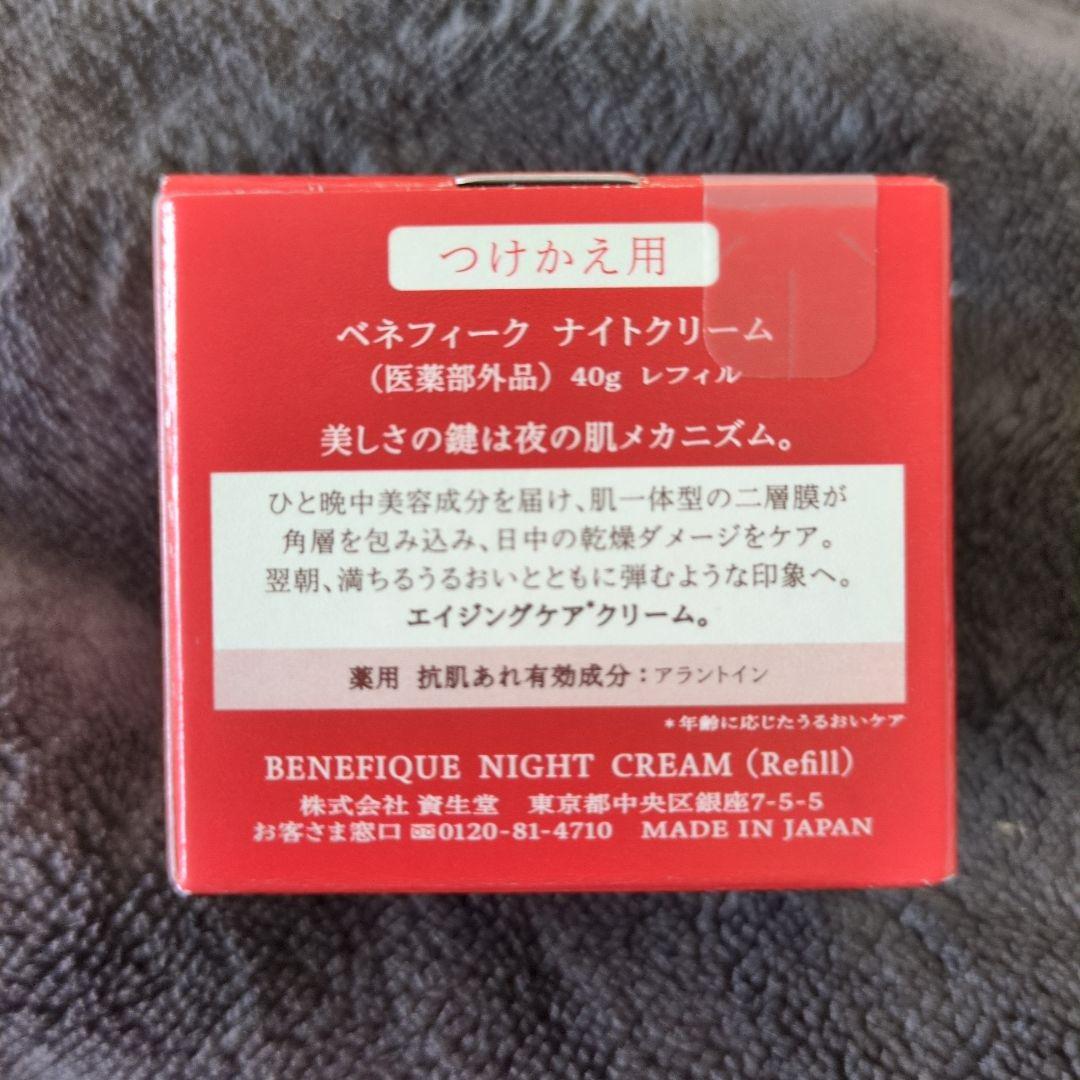 つけかえ用
ベネフィーク ナイトクリーム
(医薬部外品) 40g レフィル
美しさの鍵は夜の肌メカニズム。
ひと晩中美容成分を届け、肌一体型の二層膜が
角層を包み込み、日中の乾燥ダメージをケア。
翌朝、満ちるうるおいとともに弾むような印象へ。
エイジングケア*クリーム。
薬用 抗肌あれ有効成分：アラントイン
*年齢に応じたうるおいケア
BENEFIQUE NIGHT CREAM (Refill)
株式会社 資生堂 東京都中央区銀座7-5-5
お客さま窓口 0120-81-4710 MADE IN JAPAN